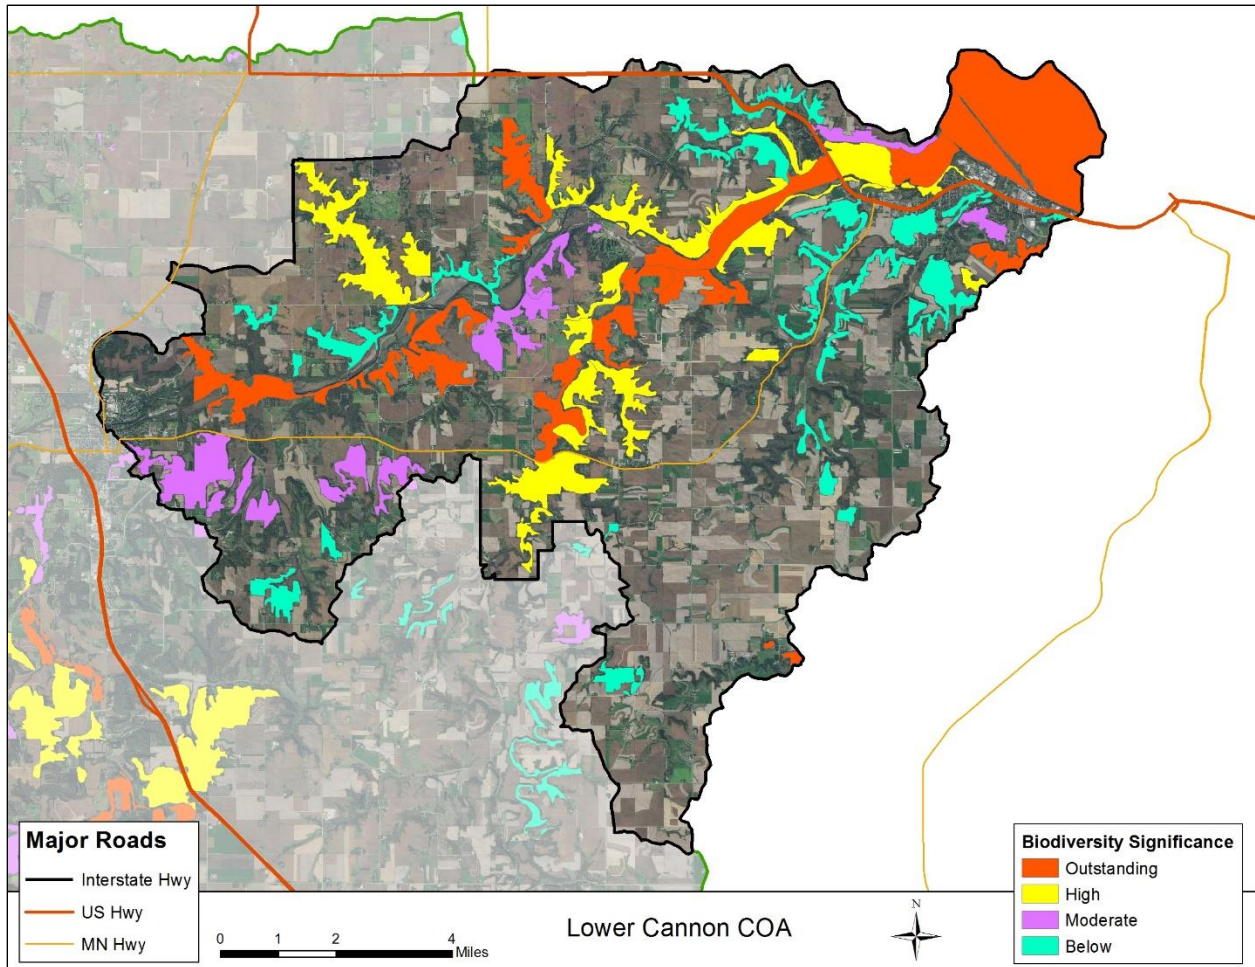 Major Roads
Interstate Hwy
US Hwy
MN Hwy
0 1 2 4
Miles
Lower Cannon COA
N
Biodiversity Significance
Outstanding
High
Moderate
Below